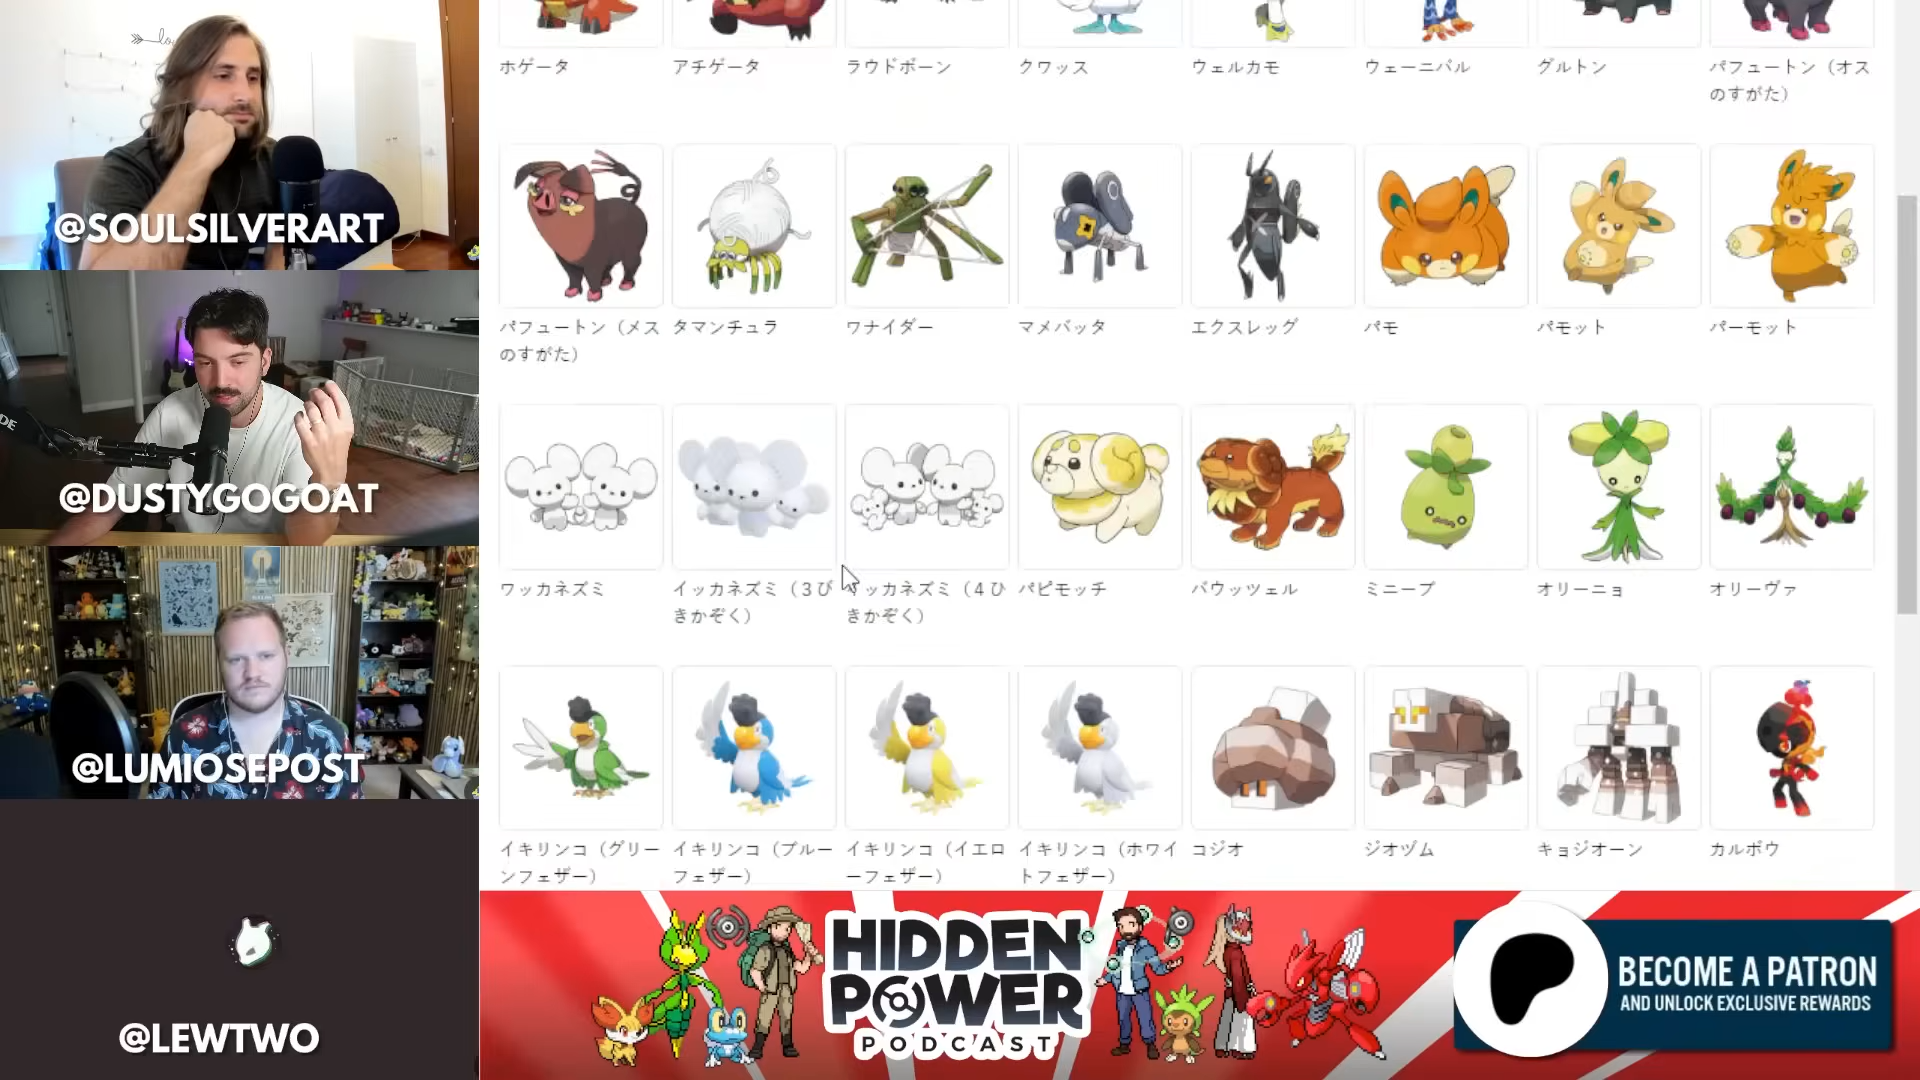 @SOULSILVERART
@DUSTYGOGOAT
@LUMIOSEPOST
@LEWTWO
ホゲータ
アチゲータ
ラウドボーン
クワッス
ウェルカモ
ウェーニバル
グルトン
パフュートン（オス
のすがた）
パフュートン（メス
のすがた）
タマンチュラ
ワナイダー
マメバッタ
エクスレッグ
パモ
パモット
パーモット
ワッカネズミ
イッカネズミ（３び
きかぞく）
ッカネズミ（４ひ
きかぞく）
パピモッチ
バウッツェル
ミニーブ
オリーニョ
オリーヴァ
イキリンコ（グリー
ンフェザー）
イキリンコ（ブルー
フェザー）
イキリンコ（イエロ
ーフェザー）
イキリンコ（ホワイ
トフェザー）
コジオ
ジオヅム
キョジオーン
カルボウ
HIDDEN
POWER
PODCAST
BECOME A PATRON
AND UNLOCK EXCLUSIVE REWARDS